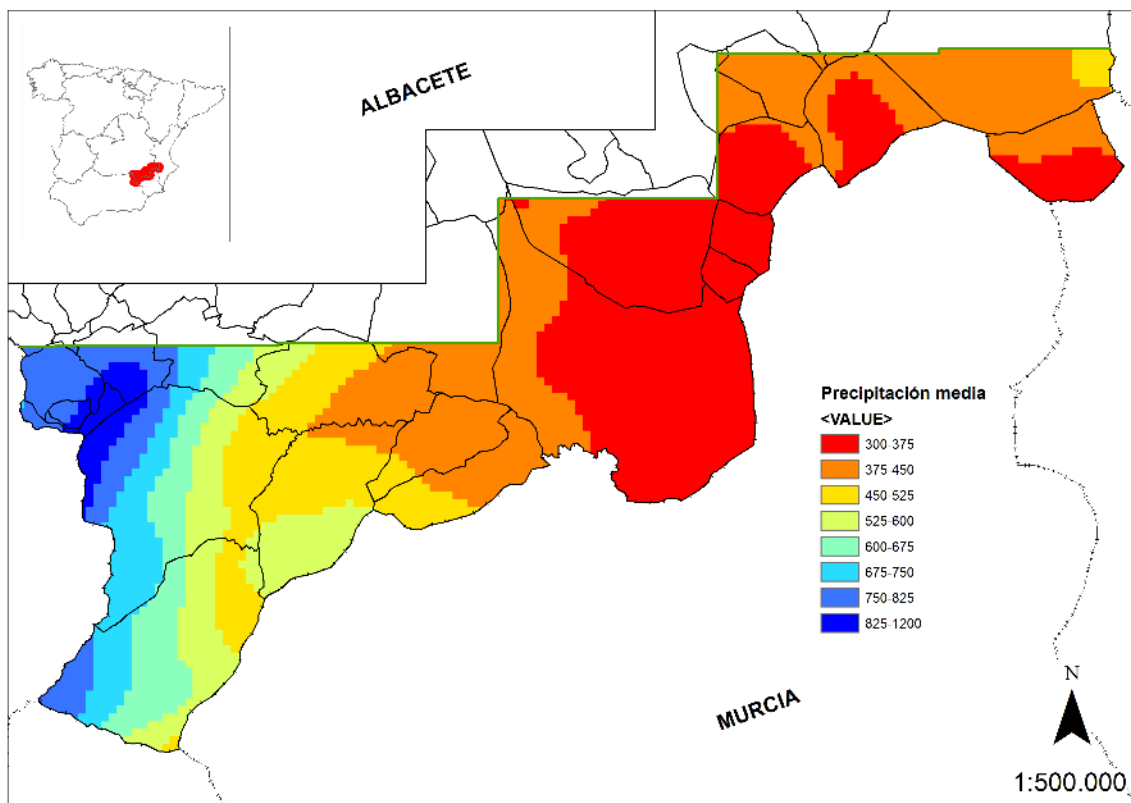 ALBACETE
Precipitación media
<VALUE>
300-375
375-450
450-525
525-600
600-675
675-750
750-825
825-1200
MURCIA
N
1:500.000